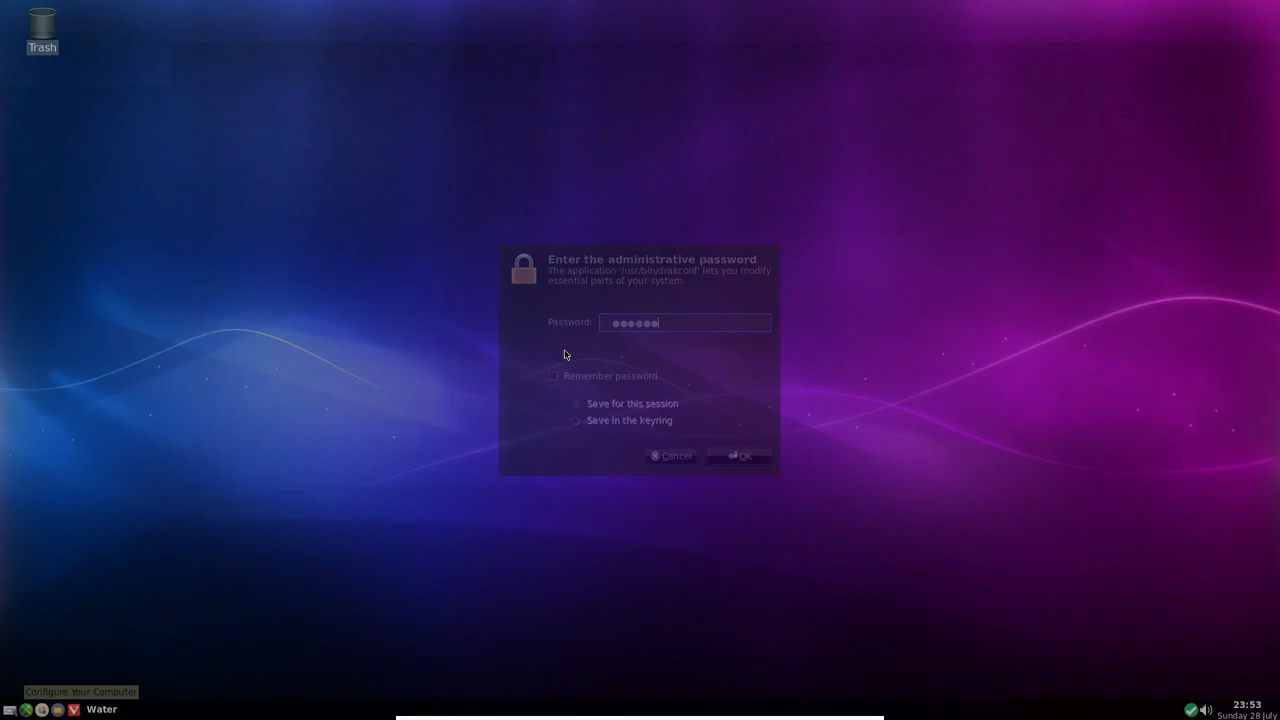 Trash
Enter the administrative password
The application '/usr/bin/drakconf' lets you modify
essential parts of your system.
Password: ●●●●●●
Remember password
Save for this session
Save in the keyring
Cancel
OK
Configure Your Computer
Water
23:53
Sunday 28 July